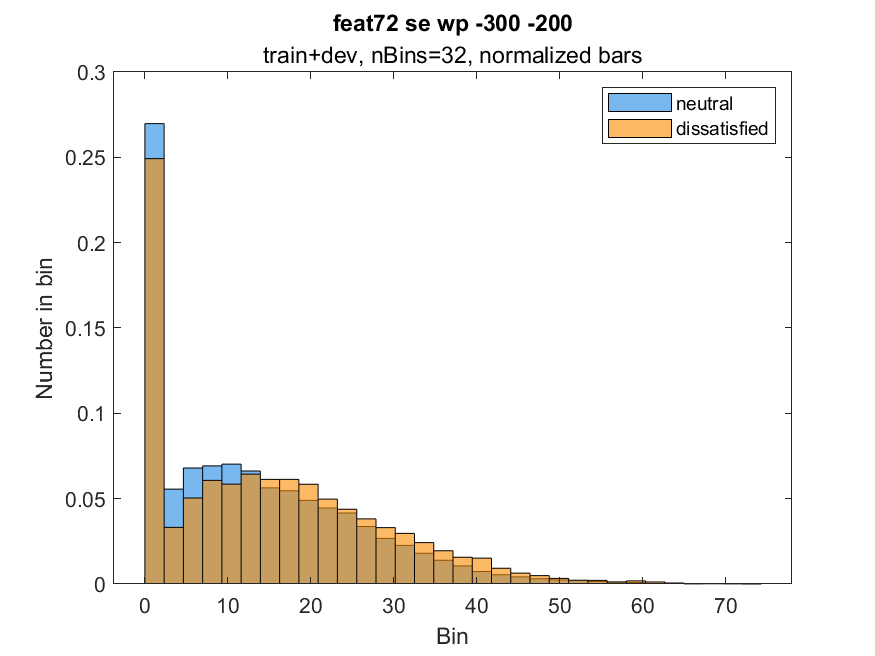 feat72 se wp -300 -200
train+dev, nBins=32, normalized bars
neutral
dissatisfied
0.3
0.25
0.2
0.15
0.1
0.05
0
Number in bin
0 10 20 30 40 50 60 70
Bin